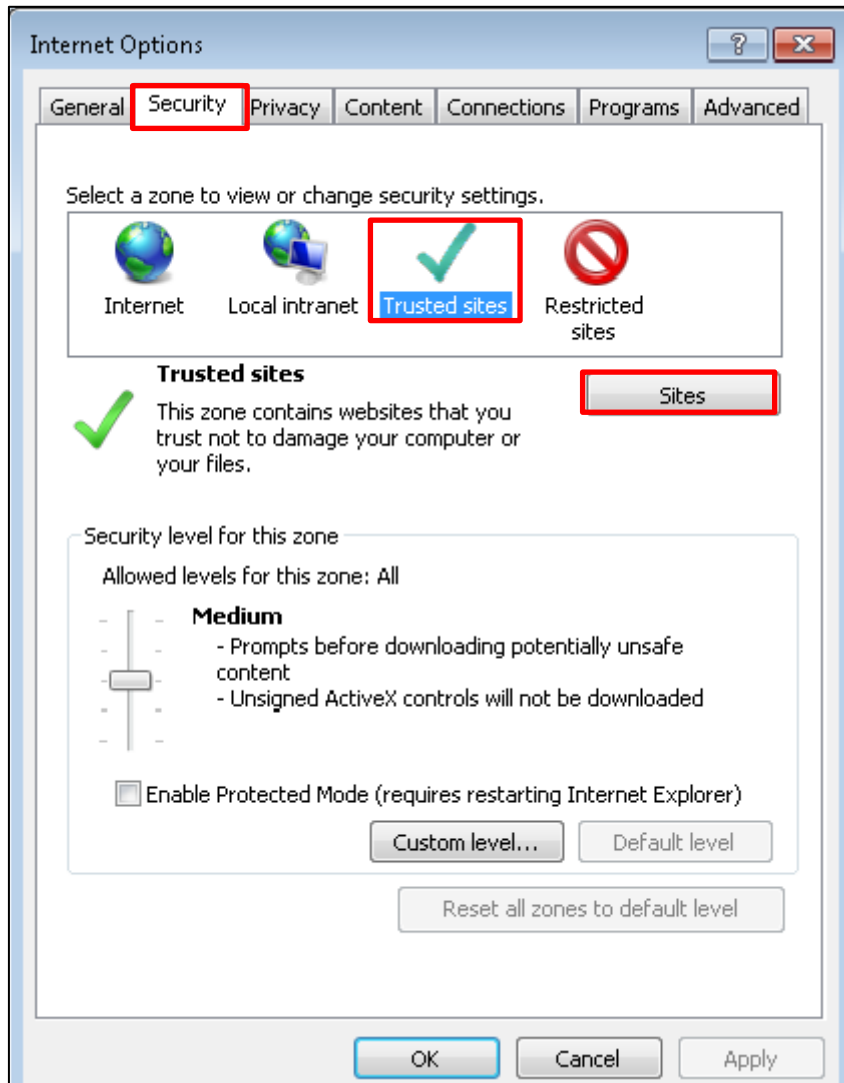 Internet Options
General Security Privacy Content Connections Programs Advanced
Select a zone to view or change security settings.
Internet Local intranet Trusted sites Restricted
sites
Trusted sites
Sites
This zone contains websites that you
trust not to damage your computer or
your files.
Security level for this zone
Allowed levels for this zone: All
Medium
- Prompts before downloading potentially unsafe
content
- Unsigned ActiveX controls will not be downloaded
Enable Protected Mode (requires restarting Internet Explorer)
Custom level... Default level
Reset all zones to default level
OK Cancel Apply